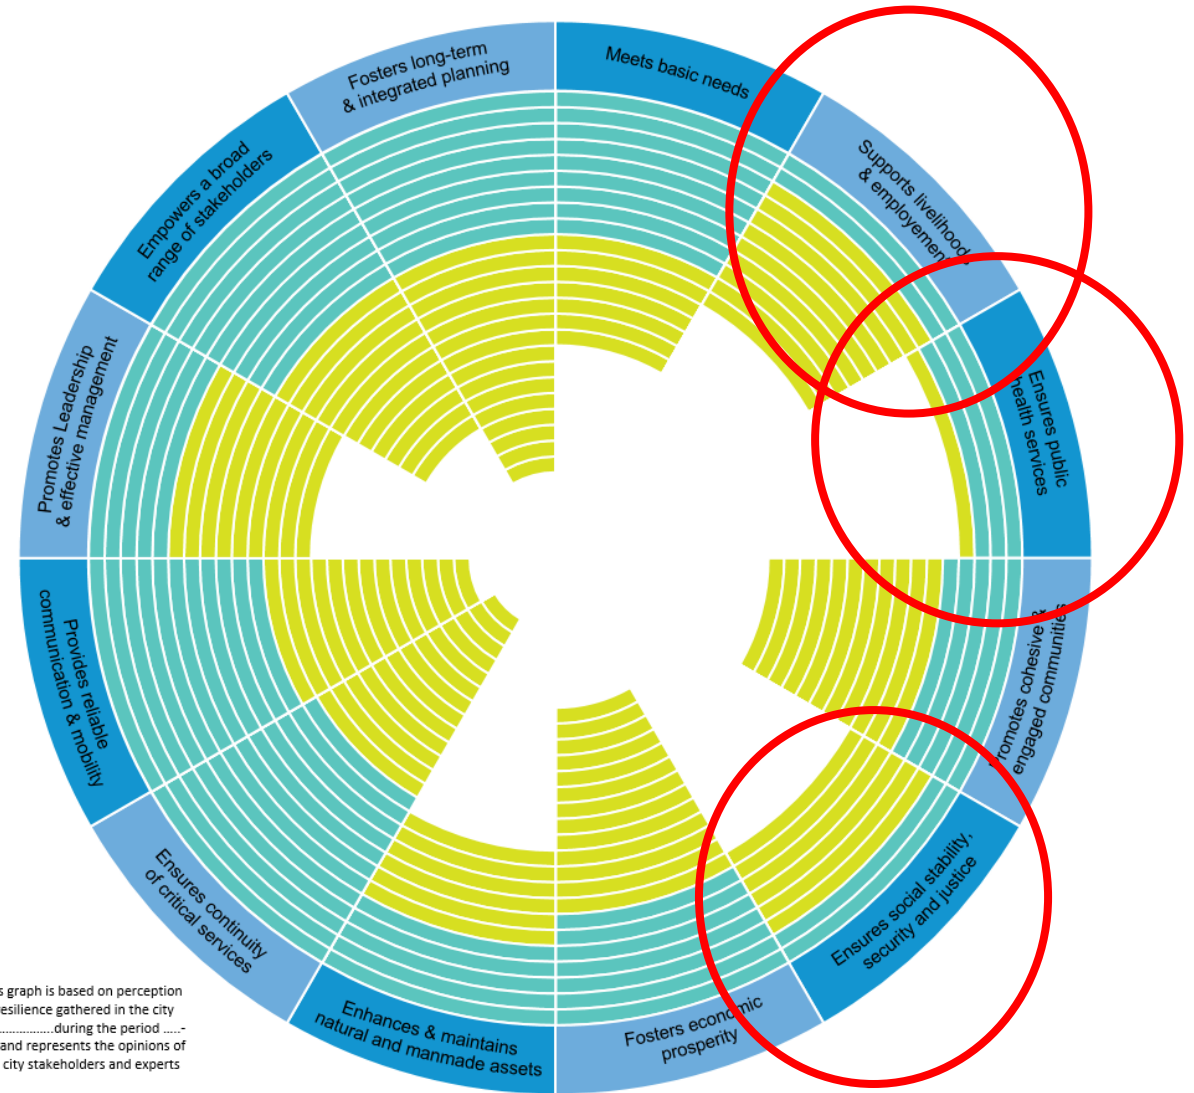 Meets basic needs
Supports livelihoods
& employement
Ensures public
health services
Promotes cohesive &
engaged communities
Ensures social stability,
security and justice
Fosters economic
prosperity
Enhances & maintains
natural and manmade assets
Ensures continuity
of critical services
Provides reliable
communication & mobility
Promotes Leadership
& effective management
Empowers a broad
range of stakeholders
Fosters long-term
& integrated planning
s graph is based on perception
resilience gathered in the city
..................during the period .....-
and represents the opinions of
city stakeholders and experts